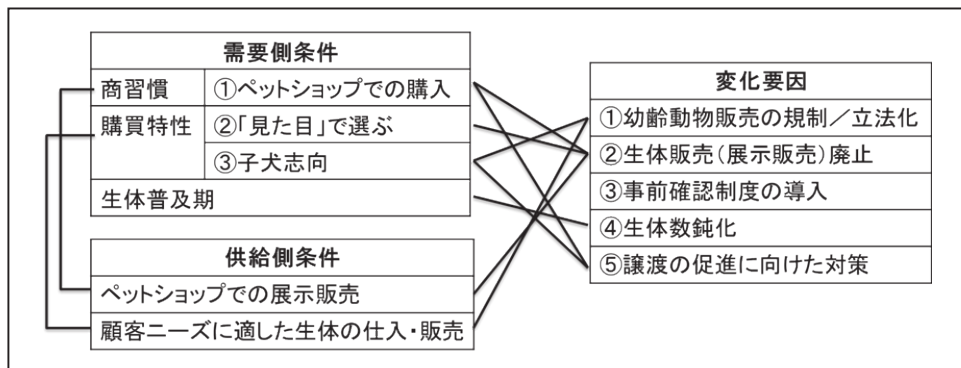 需要側条件
商習慣 ①ペットショップでの購入
購買特性 ②「見た目」で選ぶ
③子犬志向
生体普及期
供給側条件
ペットショップでの展示販売
顧客ニーズに適した生体の仕入・販売
変化要因
①幼齢動物販売の規制／立法化
②生体販売（展示販売）廃止
③事前確認制度の導入
④生体数鈍化
⑤譲渡の促進に向けた対策